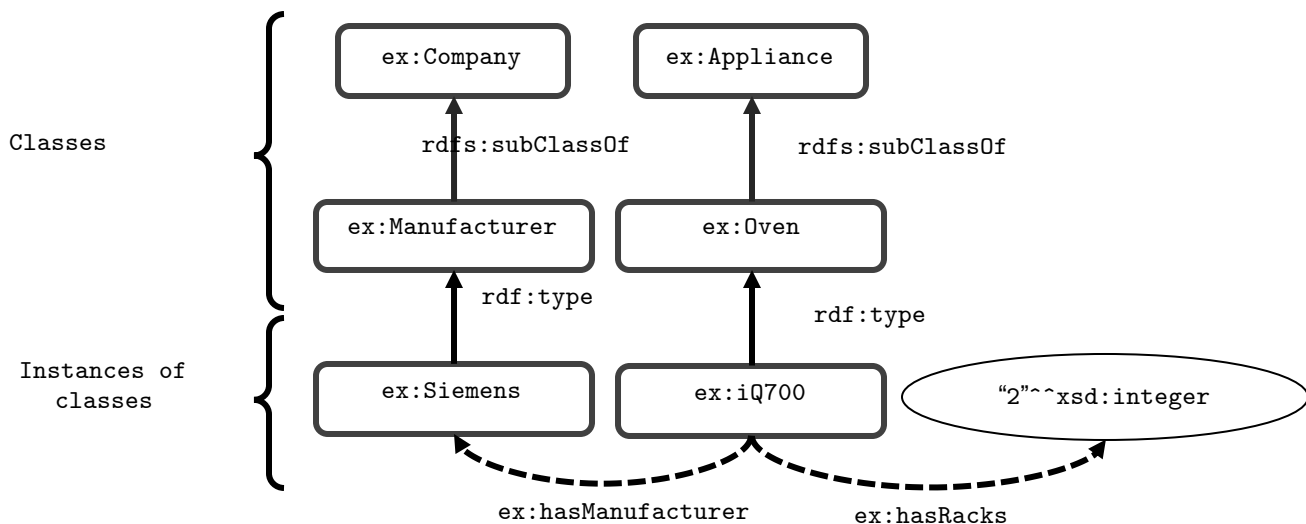 ex:Company
ex:Appliance
Classes
rdfs:subClassOf
rdfs:subClassOf
ex:Manufacturer
ex:Oven
rdf:type
rdf:type
Instances of
classes
ex:Siemens
ex:iQ700
“2”^^xsd:integer
ex:hasManufacturer
ex:hasRacks